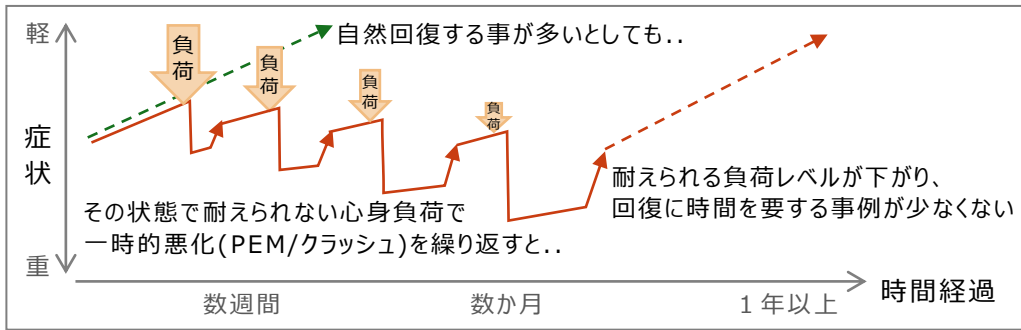 軽
症状
重
負荷
負荷
負荷
負荷
自然回復する事が多いとしても..
その状態で耐えられない心身負荷で
一時的悪化(PEM/クラッシュ)を繰り返すと..
耐えられる負荷レベルが下がり、
回復に時間を要する事例が少なくない
数週間
数か月
1年以上
時間経過